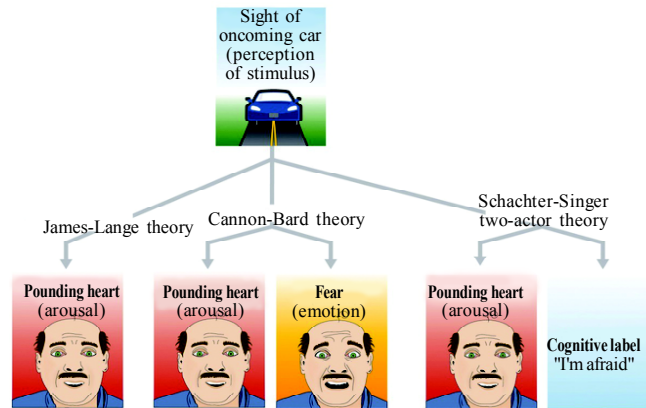 Sight of
oncoming car
(perception
of stimulus)
James-Lange theory
Cannon-Bard theory
Schachter-Singer
two-actor theory
Pounding heart
(arousal)
Pounding heart
(arousal)
Fear
(emotion)
Pounding heart
(arousal)
Cognitive label
"I'm afraid"